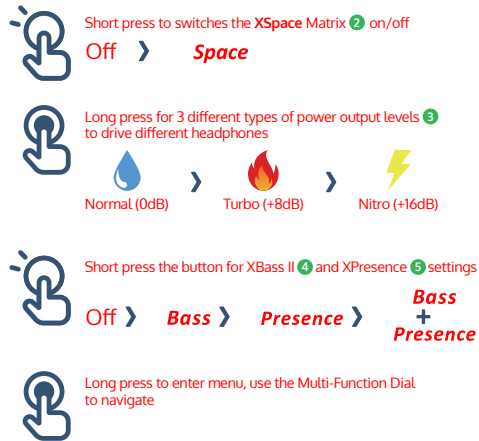 Short press to switches the XSpace Matrix 2 on/off
Off Space
Long press for 3 different types of power output levels 3
to drive different headphones
Normal (0dB) Turbo (+8dB) Nitro (+16dB)
Short press the button for XBass II 4 and XPresence 5 settings
Off Bass Presence Bass
+
Presence
Long press to enter menu, use the Multi-Function Dial
to navigate